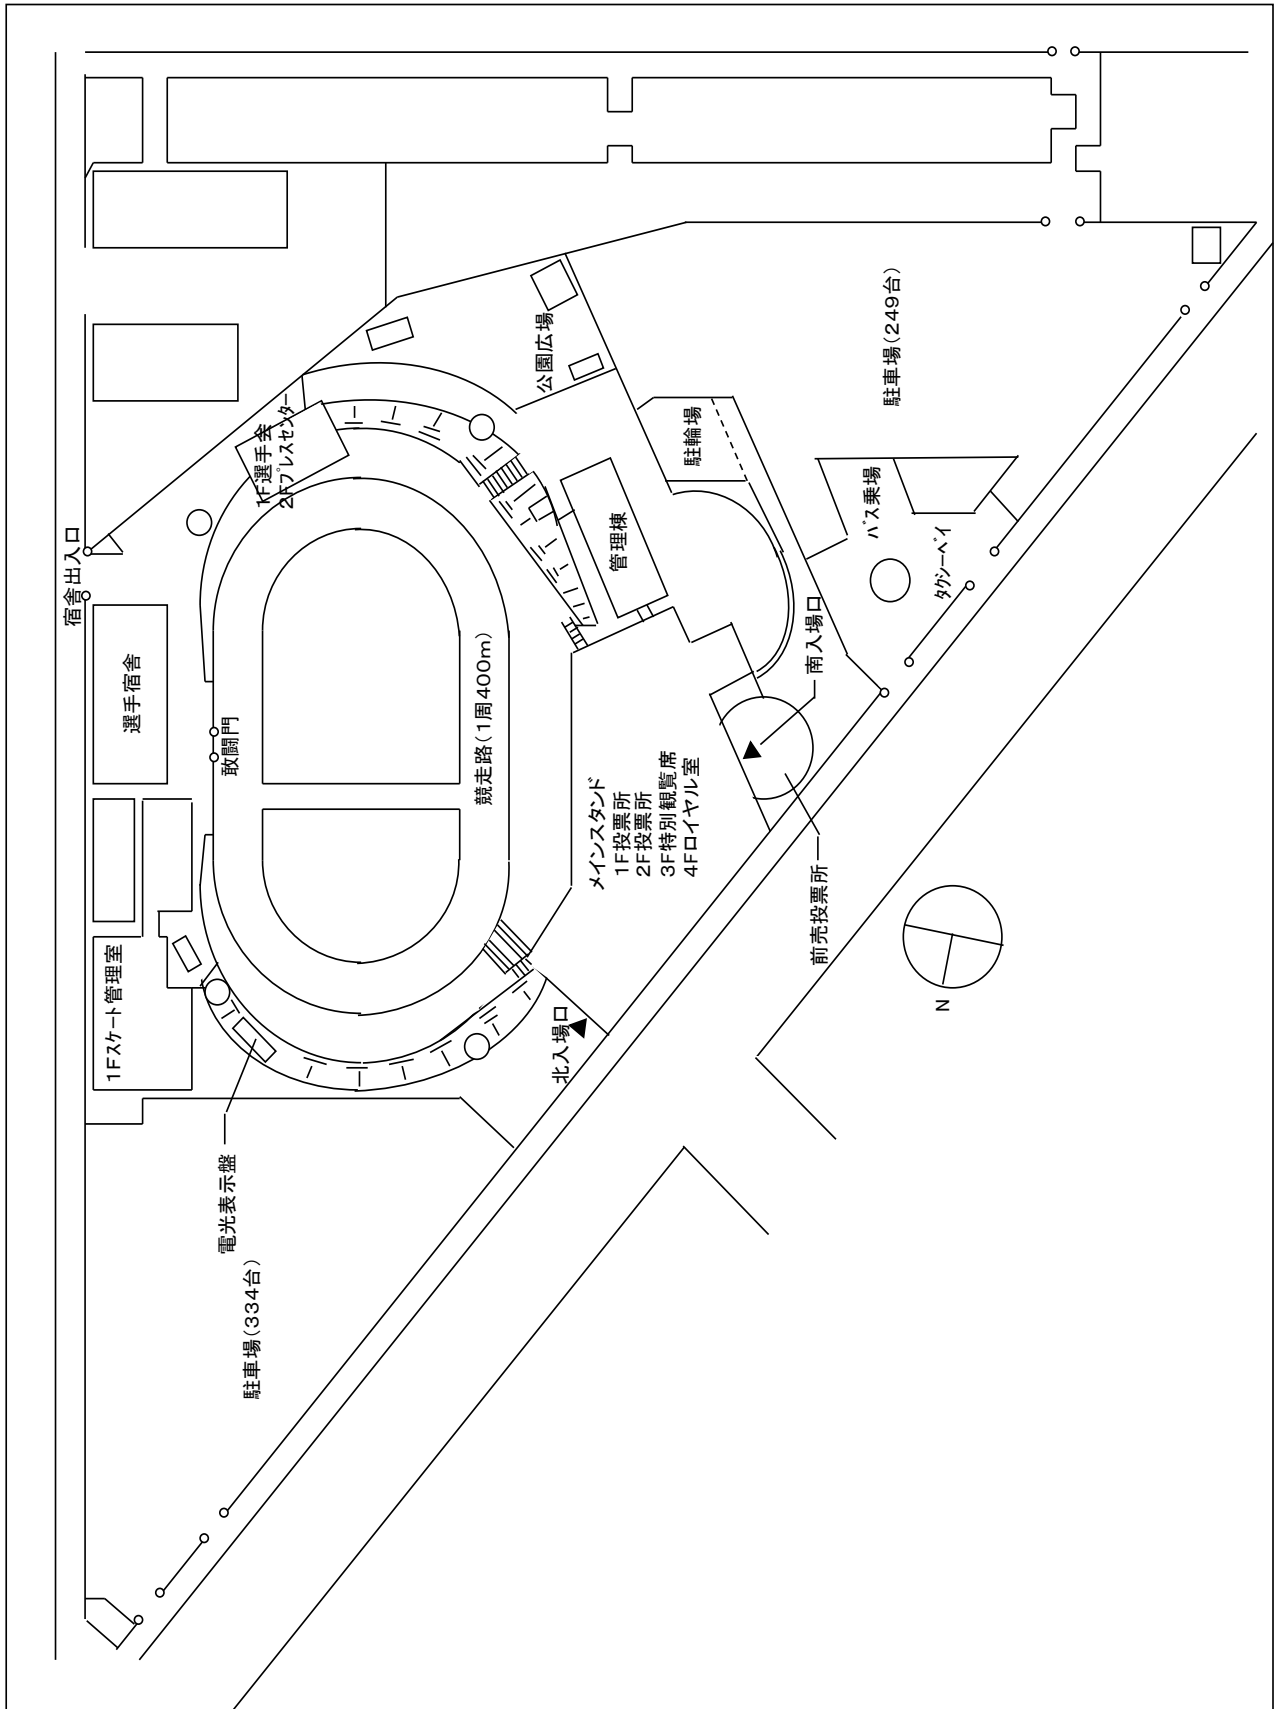 宿舎出入口
選手宿舎
敢闘門
1F選手会
2Fプレスセンター
公園広場
駐車場(249台)
駐輪場
バス乗場
タクシーベイ
管理棟
南入場口
競走路(1周400m)
メインスタンド
1F投票所
2F投票所
3F特別観覧席
4Fロイヤル室
前売投票所
N
1Fスケート管理室
北入場口
電光表示盤
駐車場(334台)